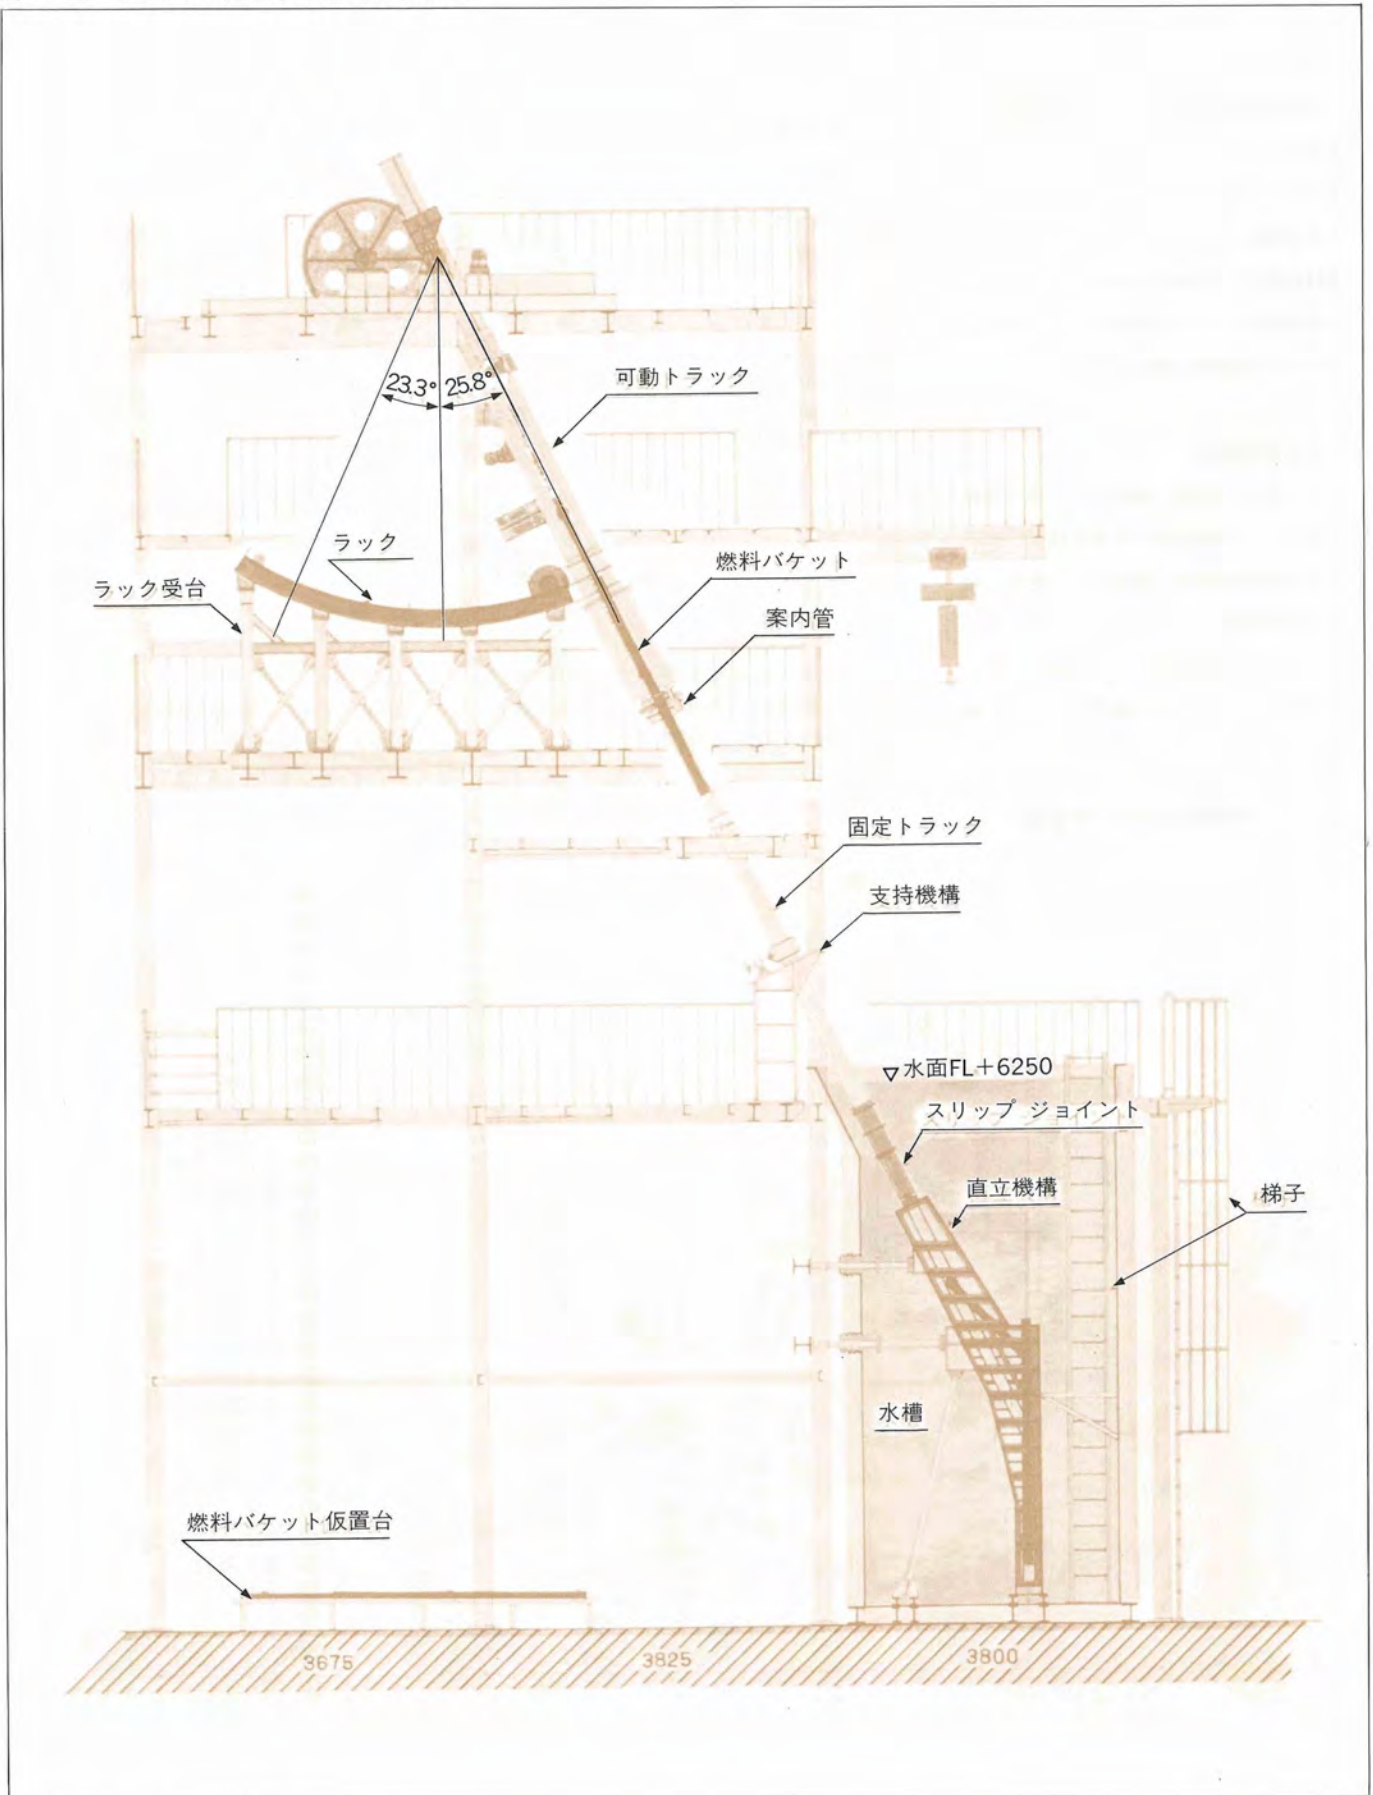 23.3°
25.8°
可動トラック
ラック
燃料バケット
ラック受台
案内管
固定トラック
支持機構
▽水面FL+6250
スリップ ジョイント
直立機構
梯子
水槽
燃料バケット仮置台
3675
3825
3800